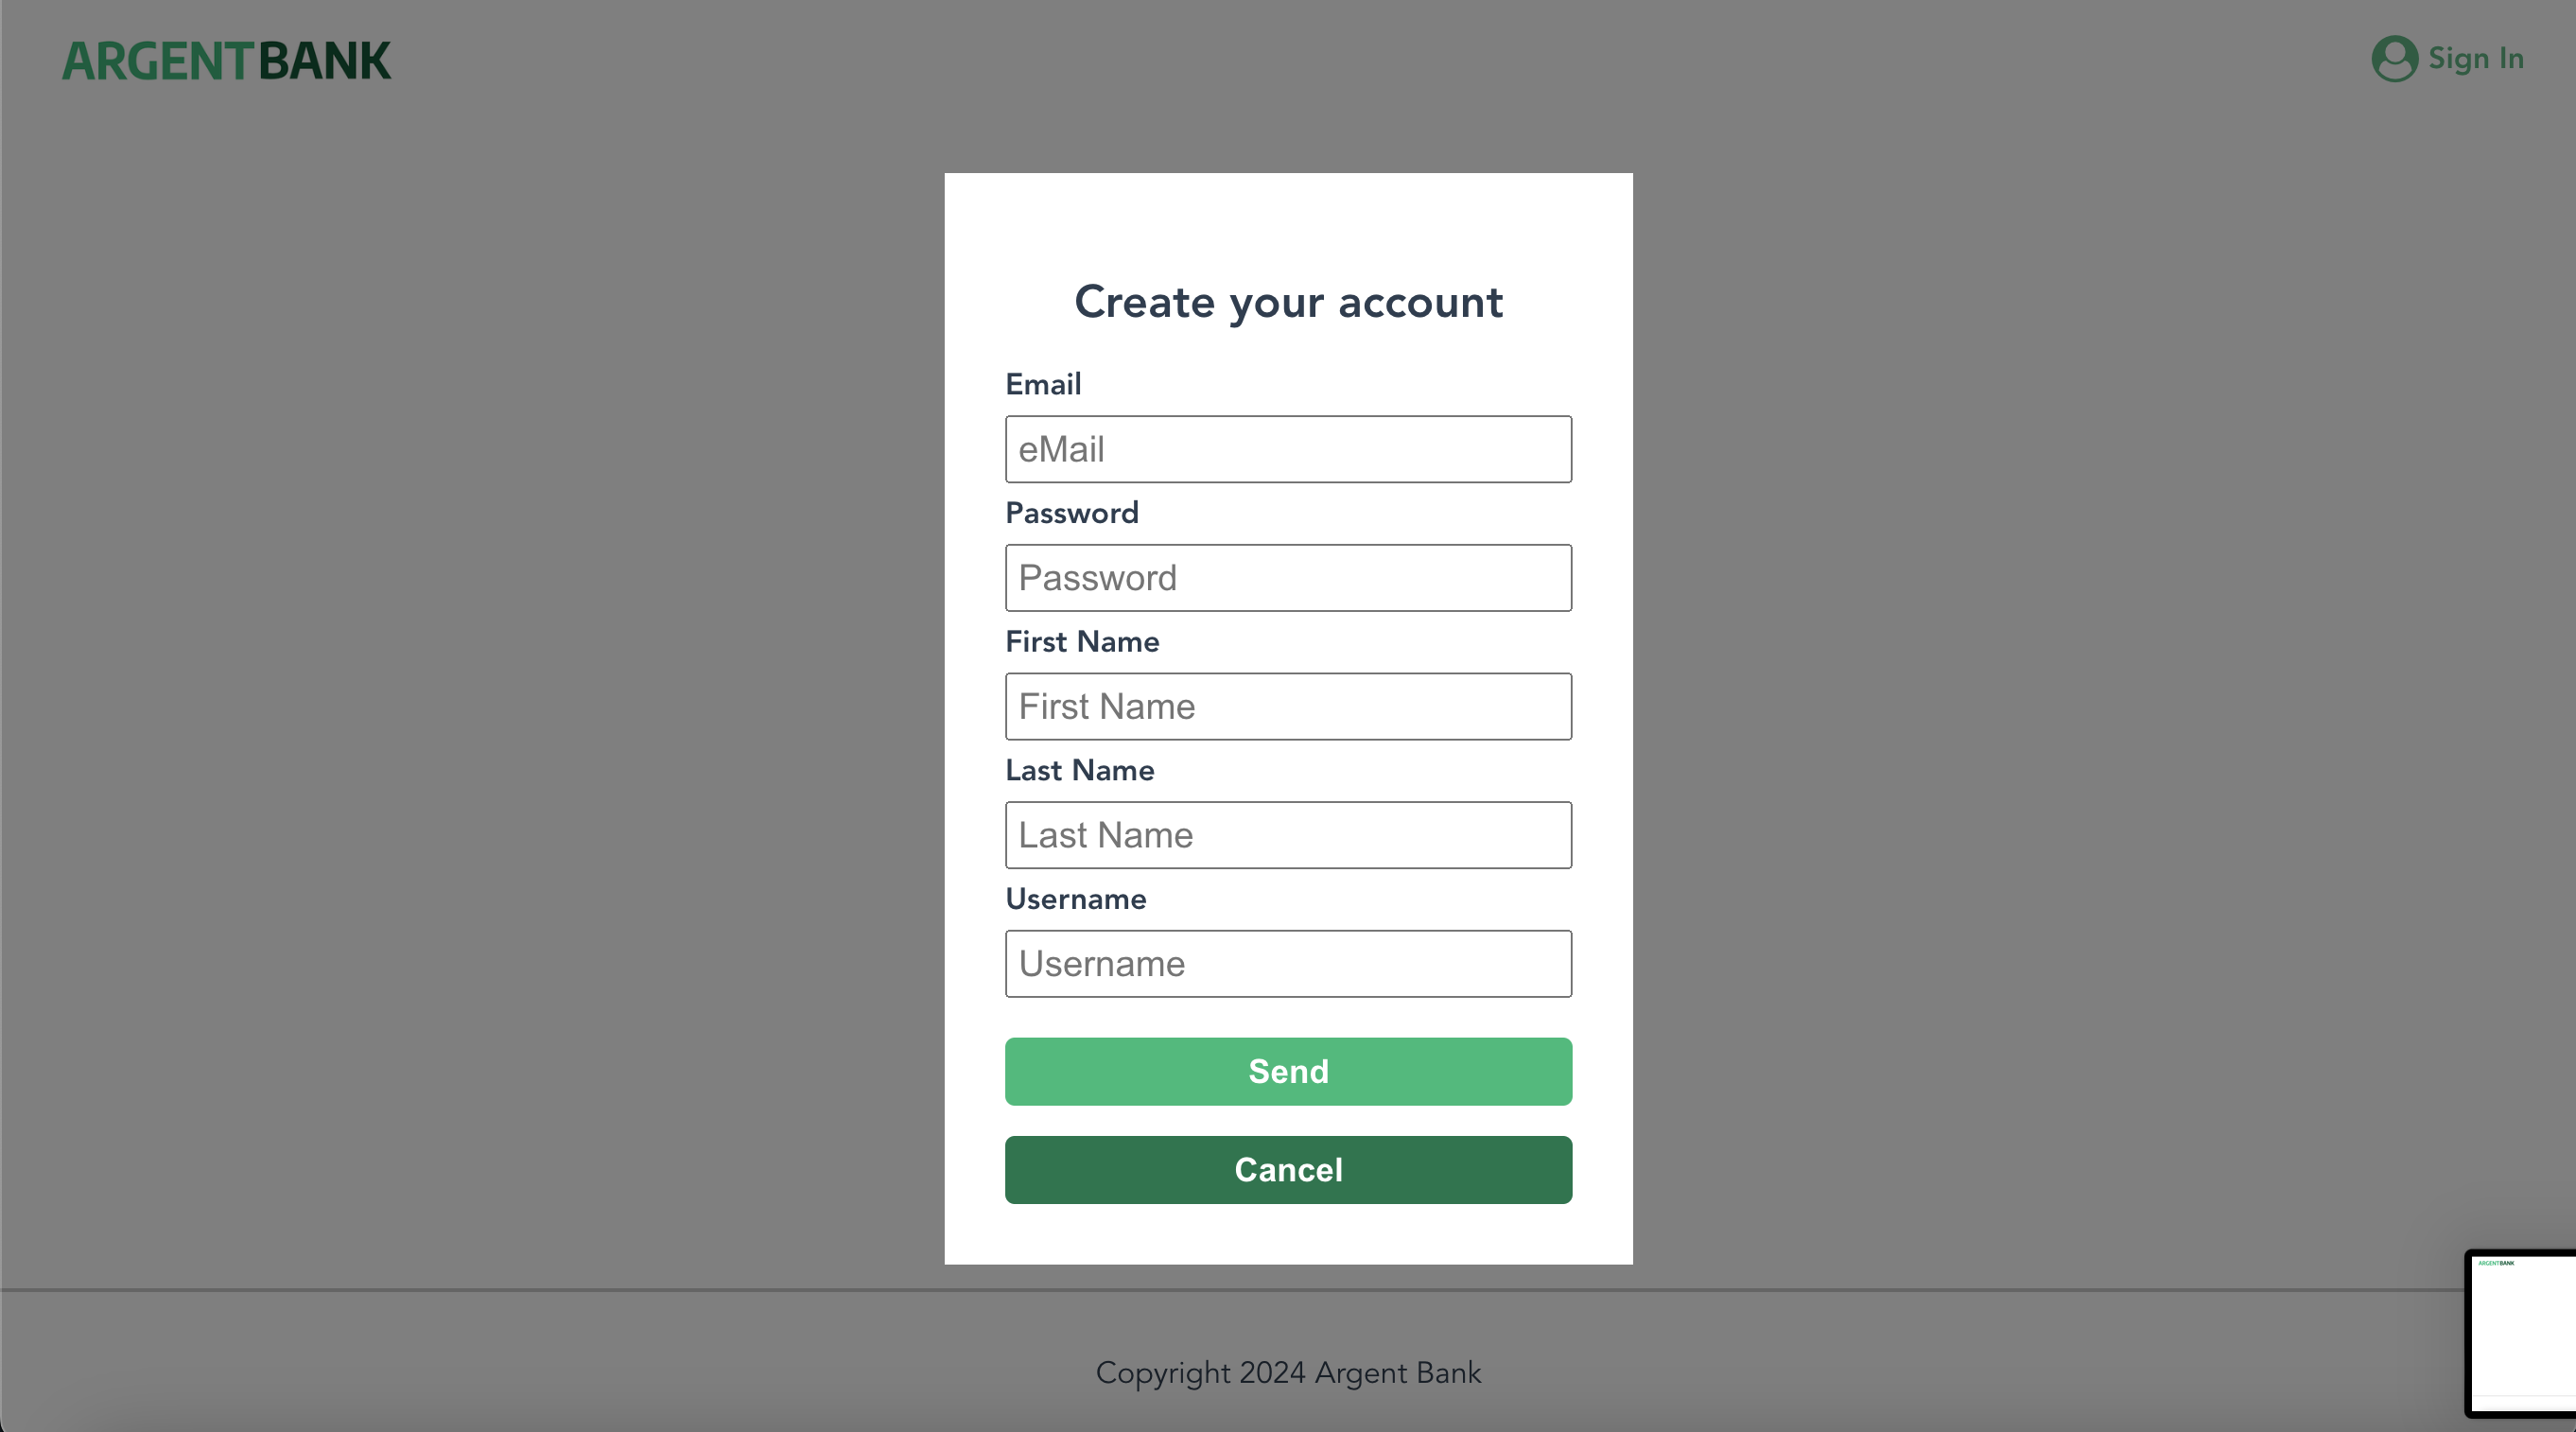 ARGENTBANK
Sign In
Create your account
Email
eMail
Password
Password
First Name
First Name
Last Name
Last Name
Username
Username
Send
Cancel
ARGENTBANK
Copyright 2024 Argent Bank